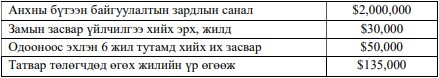 Анхны бүтээн байгуулалтын зардлын санал $2,000,000
Замын засвар үйлчилгээ хийх эрх, жилд $30,000
Одооноос эхлэн 6 жил тутамд хийх их засвар $50,000
Татвар төлөгчдөд өгөх жилийн үр өгөөж $135,000